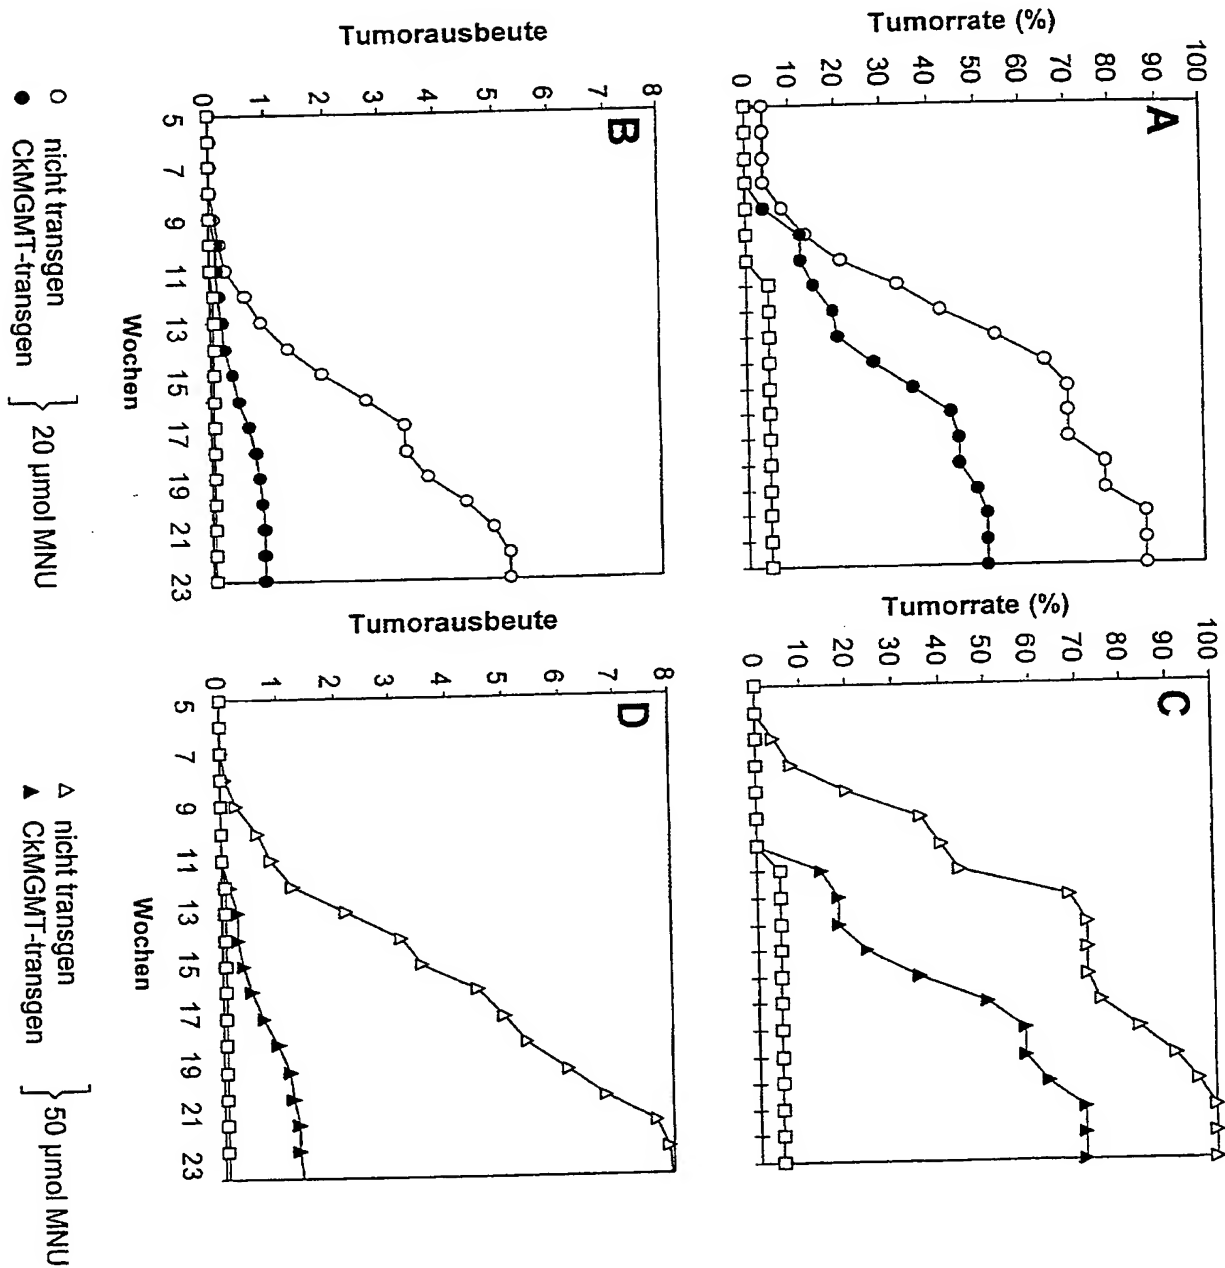 A
Tumorrate (%)
100
90
80
70
60
50
40
30
20
10
0
C
Tumorrate (%)
100
90
80
70
60
50
40
30
20
10
0
B
Tumorausbeute
8
7
6
5
4
3
2
1
0
5 7 9 11 13 15 17 19 21 23
Wochen
D
Tumorausbeute
8
7
6
5
4
3
2
1
0
5 7 9 11 13 15 17 19 21 23
Wochen
○ nicht transgen
● CkMGMT-transgen
20 µmol MNU
△ nicht transgen
▲ CkMGMT-transgen
50 µmol MNU